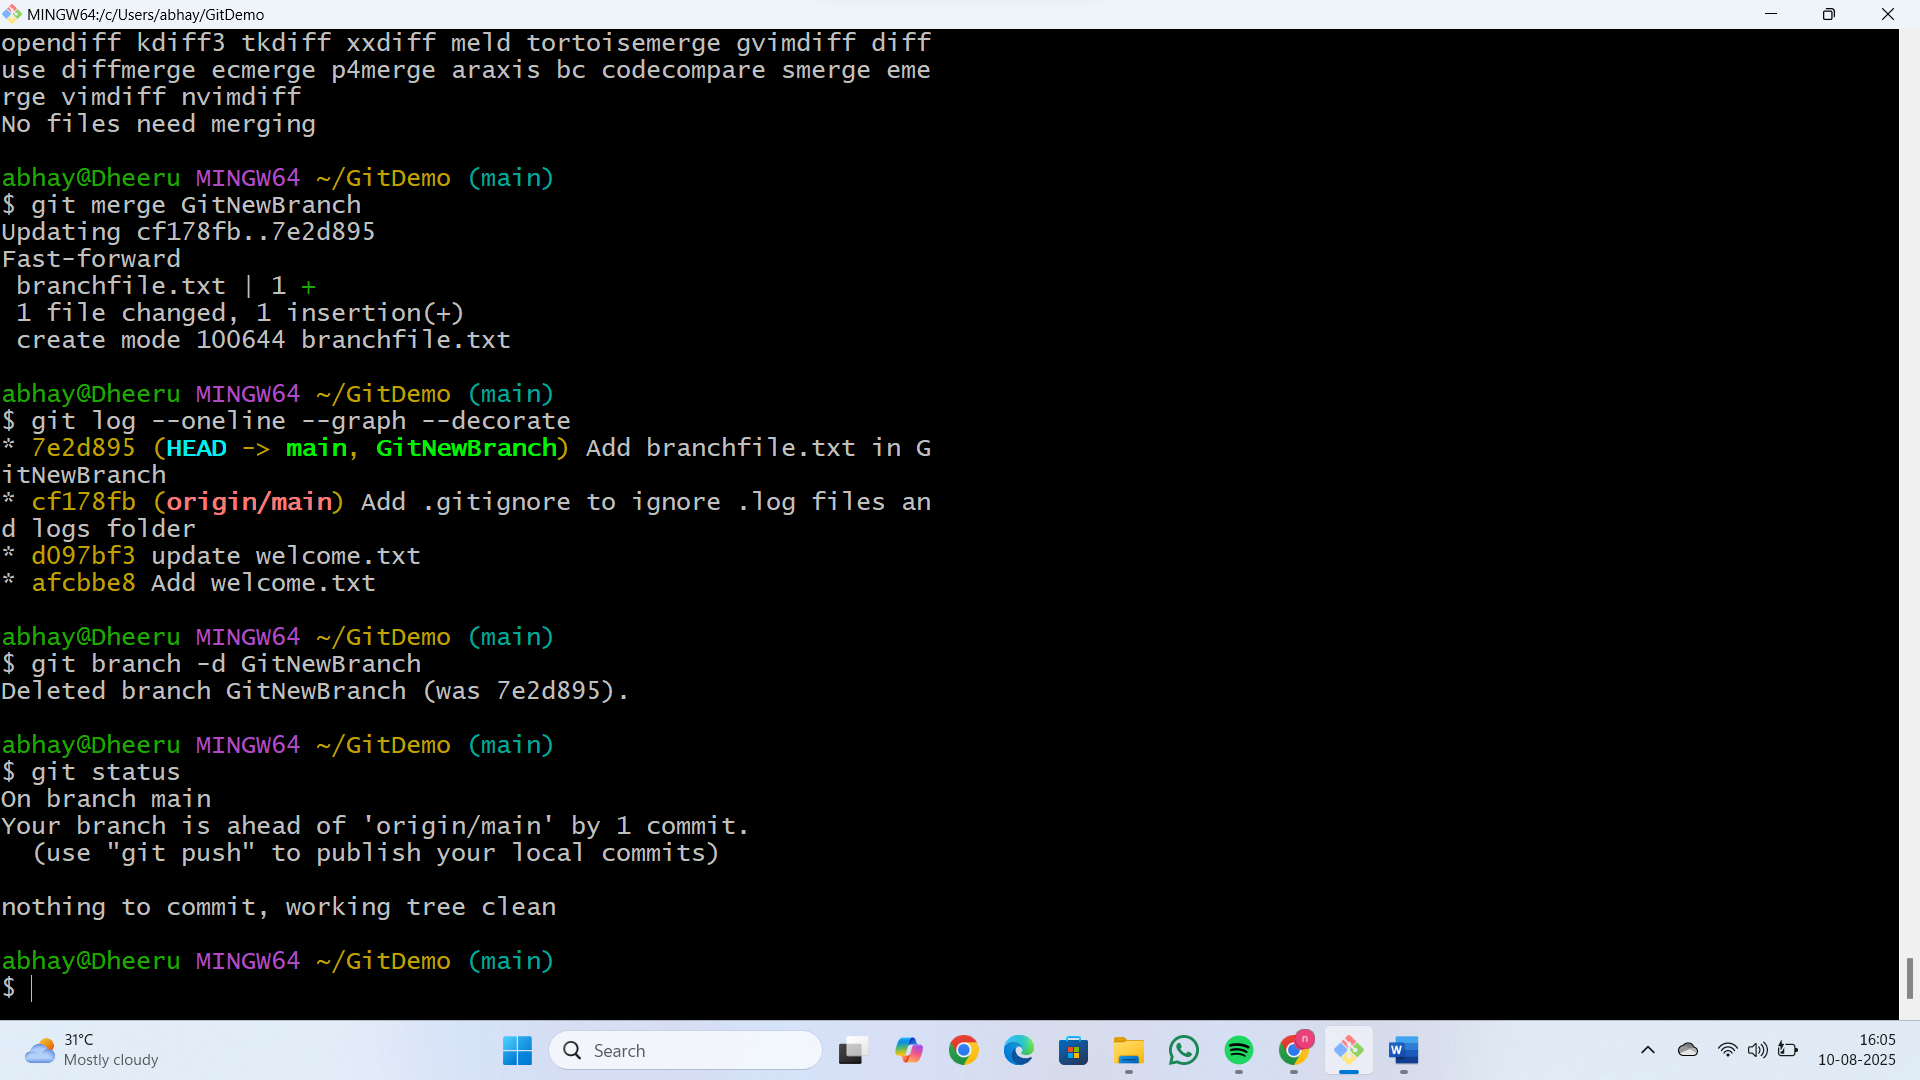 MINGW64:/c/Users/abhay/GitDemo
opendiff kdiff3 tkdiff xxdiff meld tortoisemerge gvimdiff diff
use diffmerge ecmerge p4merge araxis bc codecompare smerge eme
rge vimdiff nvimdiff
No files need merging
abhay@Dheeru MINGW64 ~/GitDemo (main)
$ git merge GitNewBranch
Updating cf178fb..7e2d895
Fast-forward
 branchfile.txt | 1 +
 1 file changed, 1 insertion(+)
 create mode 100644 branchfile.txt
abhay@Dheeru MINGW64 ~/GitDemo (main)
$ git log --oneline --graph --decorate
* 7e2d895 (HEAD -> main, GitNewBranch) Add branchfile.txt in G
itNewBranch
* cf178fb (origin/main) Add .gitignore to ignore .log files an
d logs folder
* d097bf3 update welcome.txt
* afcbbe8 Add welcome.txt
abhay@Dheeru MINGW64 ~/GitDemo (main)
$ git branch -d GitNewBranch
Deleted branch GitNewBranch (was 7e2d895).
abhay@Dheeru MINGW64 ~/GitDemo (main)
$ git status
On branch main
Your branch is ahead of 'origin/main' by 1 commit.
  (use "git push" to publish your local commits)
nothing to commit, working tree clean
abhay@Dheeru MINGW64 ~/GitDemo (main)
$
31°C
Mostly cloudy
Search
n
W
16:05
10-08-2025